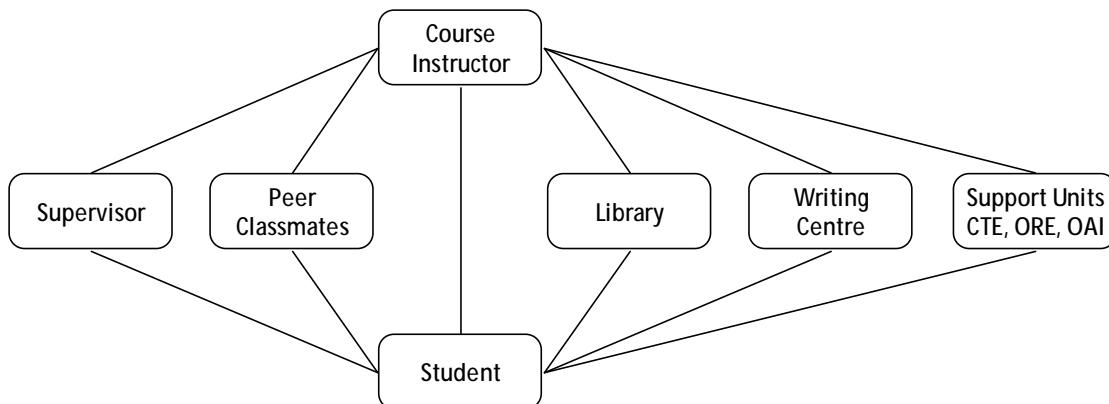 Course
Instructor
Supervisor
Peer
Classmates
Library
Writing
Centre
Support Units
CTE, ORE, OAI
Student